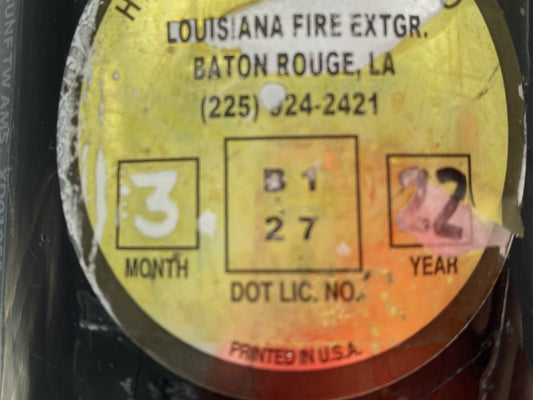 LOUISIANA FIRE EXTGR.
BATON ROUGE, LA
(225) 924-2421
3 B 1 22
2 7
MONTH YEAR
DOT LIC. NO.
PRINTED IN U.S.A.